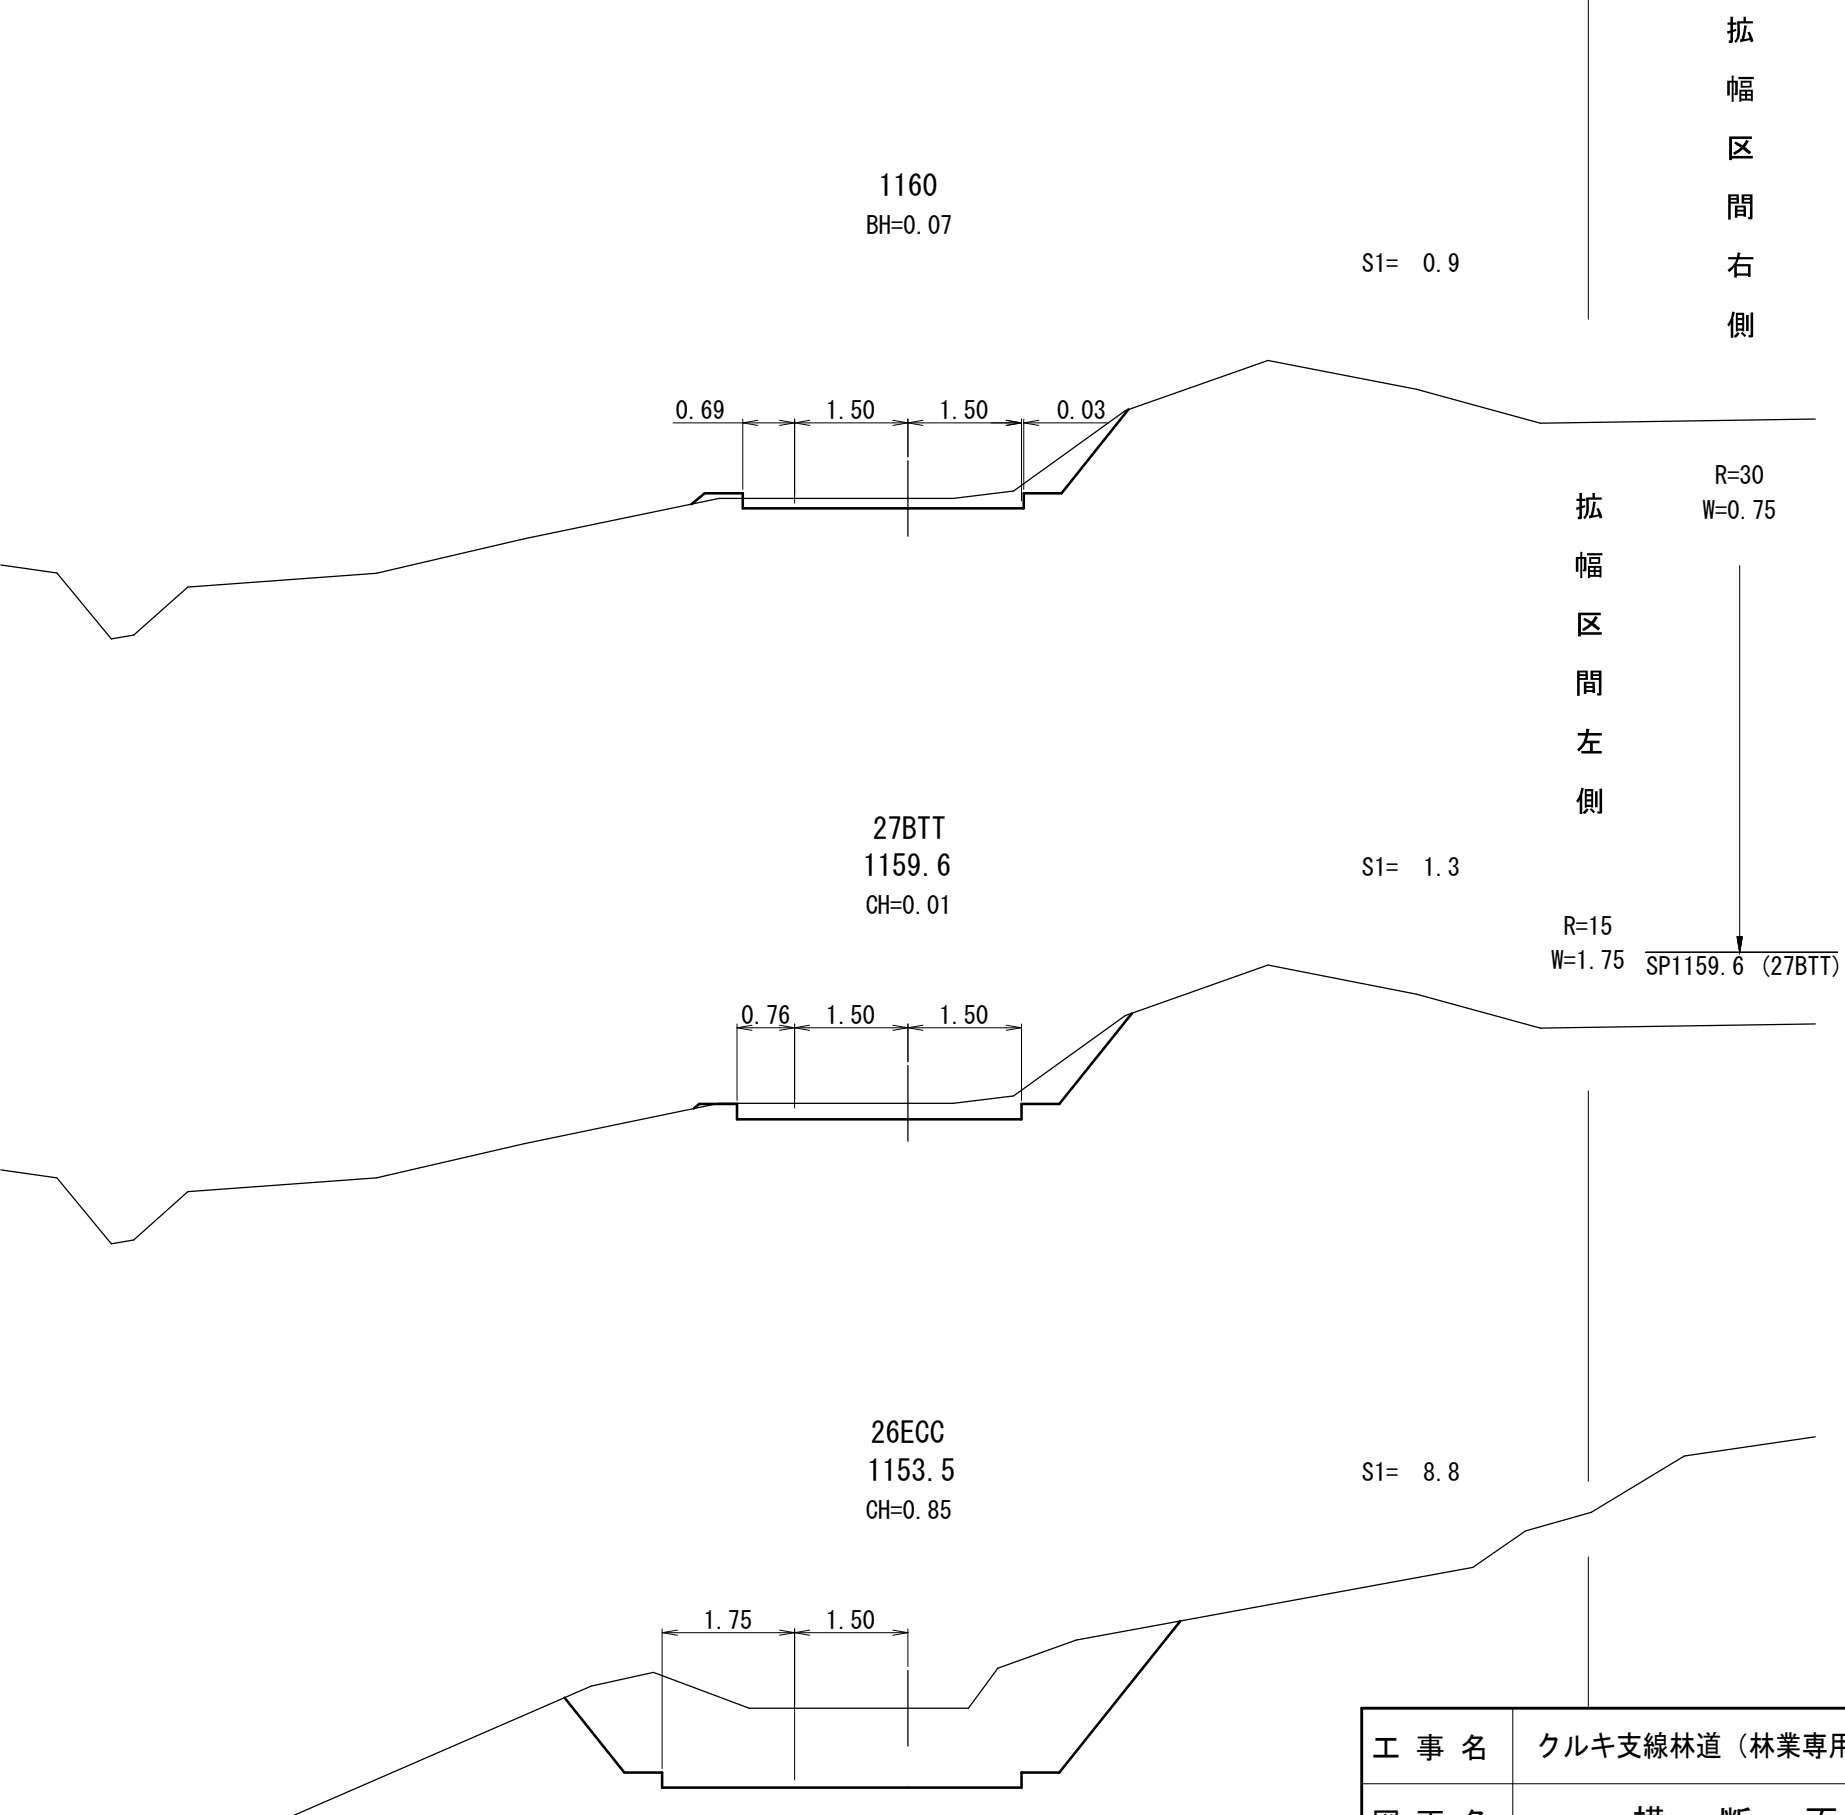 拡幅区間右側
1160
BH=0.07
S1= 0.9
0.69 1.50 1.50 0.03
R=30
W=0.75
拡幅区間左側
27BTT
1159.6
CH=0.01
S1= 1.3
R=15
W=1.75
SP1159.6 (27BTT)
0.76 1.50 1.50
26ECC
1153.5
CH=0.85
S1= 8.8
1.75 1.50
工事名 クルキ支線林道（林業専用